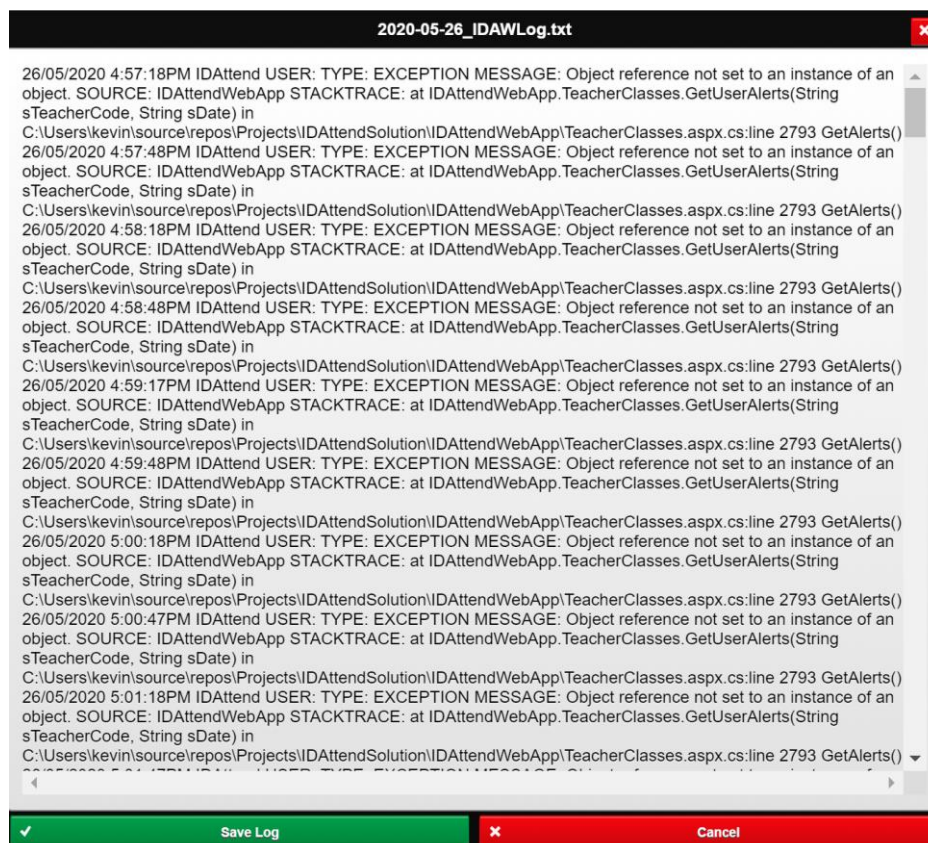 2020-05-26_IDAWLog.txt
26/05/2020 4:57:18PM IDAttend USER: TYPE: EXCEPTION MESSAGE: Object reference not set to an instance of an
object. SOURCE: IDAttendWebApp STACKTRACE: at IDAttendWebApp.TeacherClasses.GetUserAlerts(String
sTeacherCode, String sDate) in
C:\Users\kevin\source\repos\Projects\IDAttendSolution\IDAttendWebApp\TeacherClasses.aspx.cs:line 2793 GetAlerts()
26/05/2020 4:57:48PM IDAttend USER: TYPE: EXCEPTION MESSAGE: Object reference not set to an instance of an
object. SOURCE: IDAttendWebApp STACKTRACE: at IDAttendWebApp.TeacherClasses.GetUserAlerts(String
sTeacherCode, String sDate) in
C:\Users\kevin\source\repos\Projects\IDAttendSolution\IDAttendWebApp\TeacherClasses.aspx.cs:line 2793 GetAlerts()
26/05/2020 4:58:18PM IDAttend USER: TYPE: EXCEPTION MESSAGE: Object reference not set to an instance of an
object. SOURCE: IDAttendWebApp STACKTRACE: at IDAttendWebApp.TeacherClasses.GetUserAlerts(String
sTeacherCode, String sDate) in
C:\Users\kevin\source\repos\Projects\IDAttendSolution\IDAttendWebApp\TeacherClasses.aspx.cs:line 2793 GetAlerts()
26/05/2020 4:58:48PM IDAttend USER: TYPE: EXCEPTION MESSAGE: Object reference not set to an instance of an
object. SOURCE: IDAttendWebApp STACKTRACE: at IDAttendWebApp.TeacherClasses.GetUserAlerts(String
sTeacherCode, String sDate) in
C:\Users\kevin\source\repos\Projects\IDAttendSolution\IDAttendWebApp\TeacherClasses.aspx.cs:line 2793 GetAlerts()
26/05/2020 4:59:17PM IDAttend USER: TYPE: EXCEPTION MESSAGE: Object reference not set to an instance of an
object. SOURCE: IDAttendWebApp STACKTRACE: at IDAttendWebApp.TeacherClasses.GetUserAlerts(String
sTeacherCode, String sDate) in
C:\Users\kevin\source\repos\Projects\IDAttendSolution\IDAttendWebApp\TeacherClasses.aspx.cs:line 2793 GetAlerts()
26/05/2020 4:59:48PM IDAttend USER: TYPE: EXCEPTION MESSAGE: Object reference not set to an instance of an
object. SOURCE: IDAttendWebApp STACKTRACE: at IDAttendWebApp.TeacherClasses.GetUserAlerts(String
sTeacherCode, String sDate) in
C:\Users\kevin\source\repos\Projects\IDAttendSolution\IDAttendWebApp\TeacherClasses.aspx.cs:line 2793 GetAlerts()
26/05/2020 5:00:18PM IDAttend USER: TYPE: EXCEPTION MESSAGE: Object reference not set to an instance of an
object. SOURCE: IDAttendWebApp STACKTRACE: at IDAttendWebApp.TeacherClasses.GetUserAlerts(String
sTeacherCode, String sDate) in
C:\Users\kevin\source\repos\Projects\IDAttendSolution\IDAttendWebApp\TeacherClasses.aspx.cs:line 2793 GetAlerts()
26/05/2020 5:00:47PM IDAttend USER: TYPE: EXCEPTION MESSAGE: Object reference not set to an instance of an
object. SOURCE: IDAttendWebApp STACKTRACE: at IDAttendWebApp.TeacherClasses.GetUserAlerts(String
sTeacherCode, String sDate) in
C:\Users\kevin\source\repos\Projects\IDAttendSolution\IDAttendWebApp\TeacherClasses.aspx.cs:line 2793 GetAlerts()
26/05/2020 5:01:18PM IDAttend USER: TYPE: EXCEPTION MESSAGE: Object reference not set to an instance of an
object. SOURCE: IDAttendWebApp STACKTRACE: at IDAttendWebApp.TeacherClasses.GetUserAlerts(String
sTeacherCode, String sDate) in
C:\Users\kevin\source\repos\Projects\IDAttendSolution\IDAttendWebApp\TeacherClasses.aspx.cs:line 2793 GetAlerts()
Save Log
Cancel